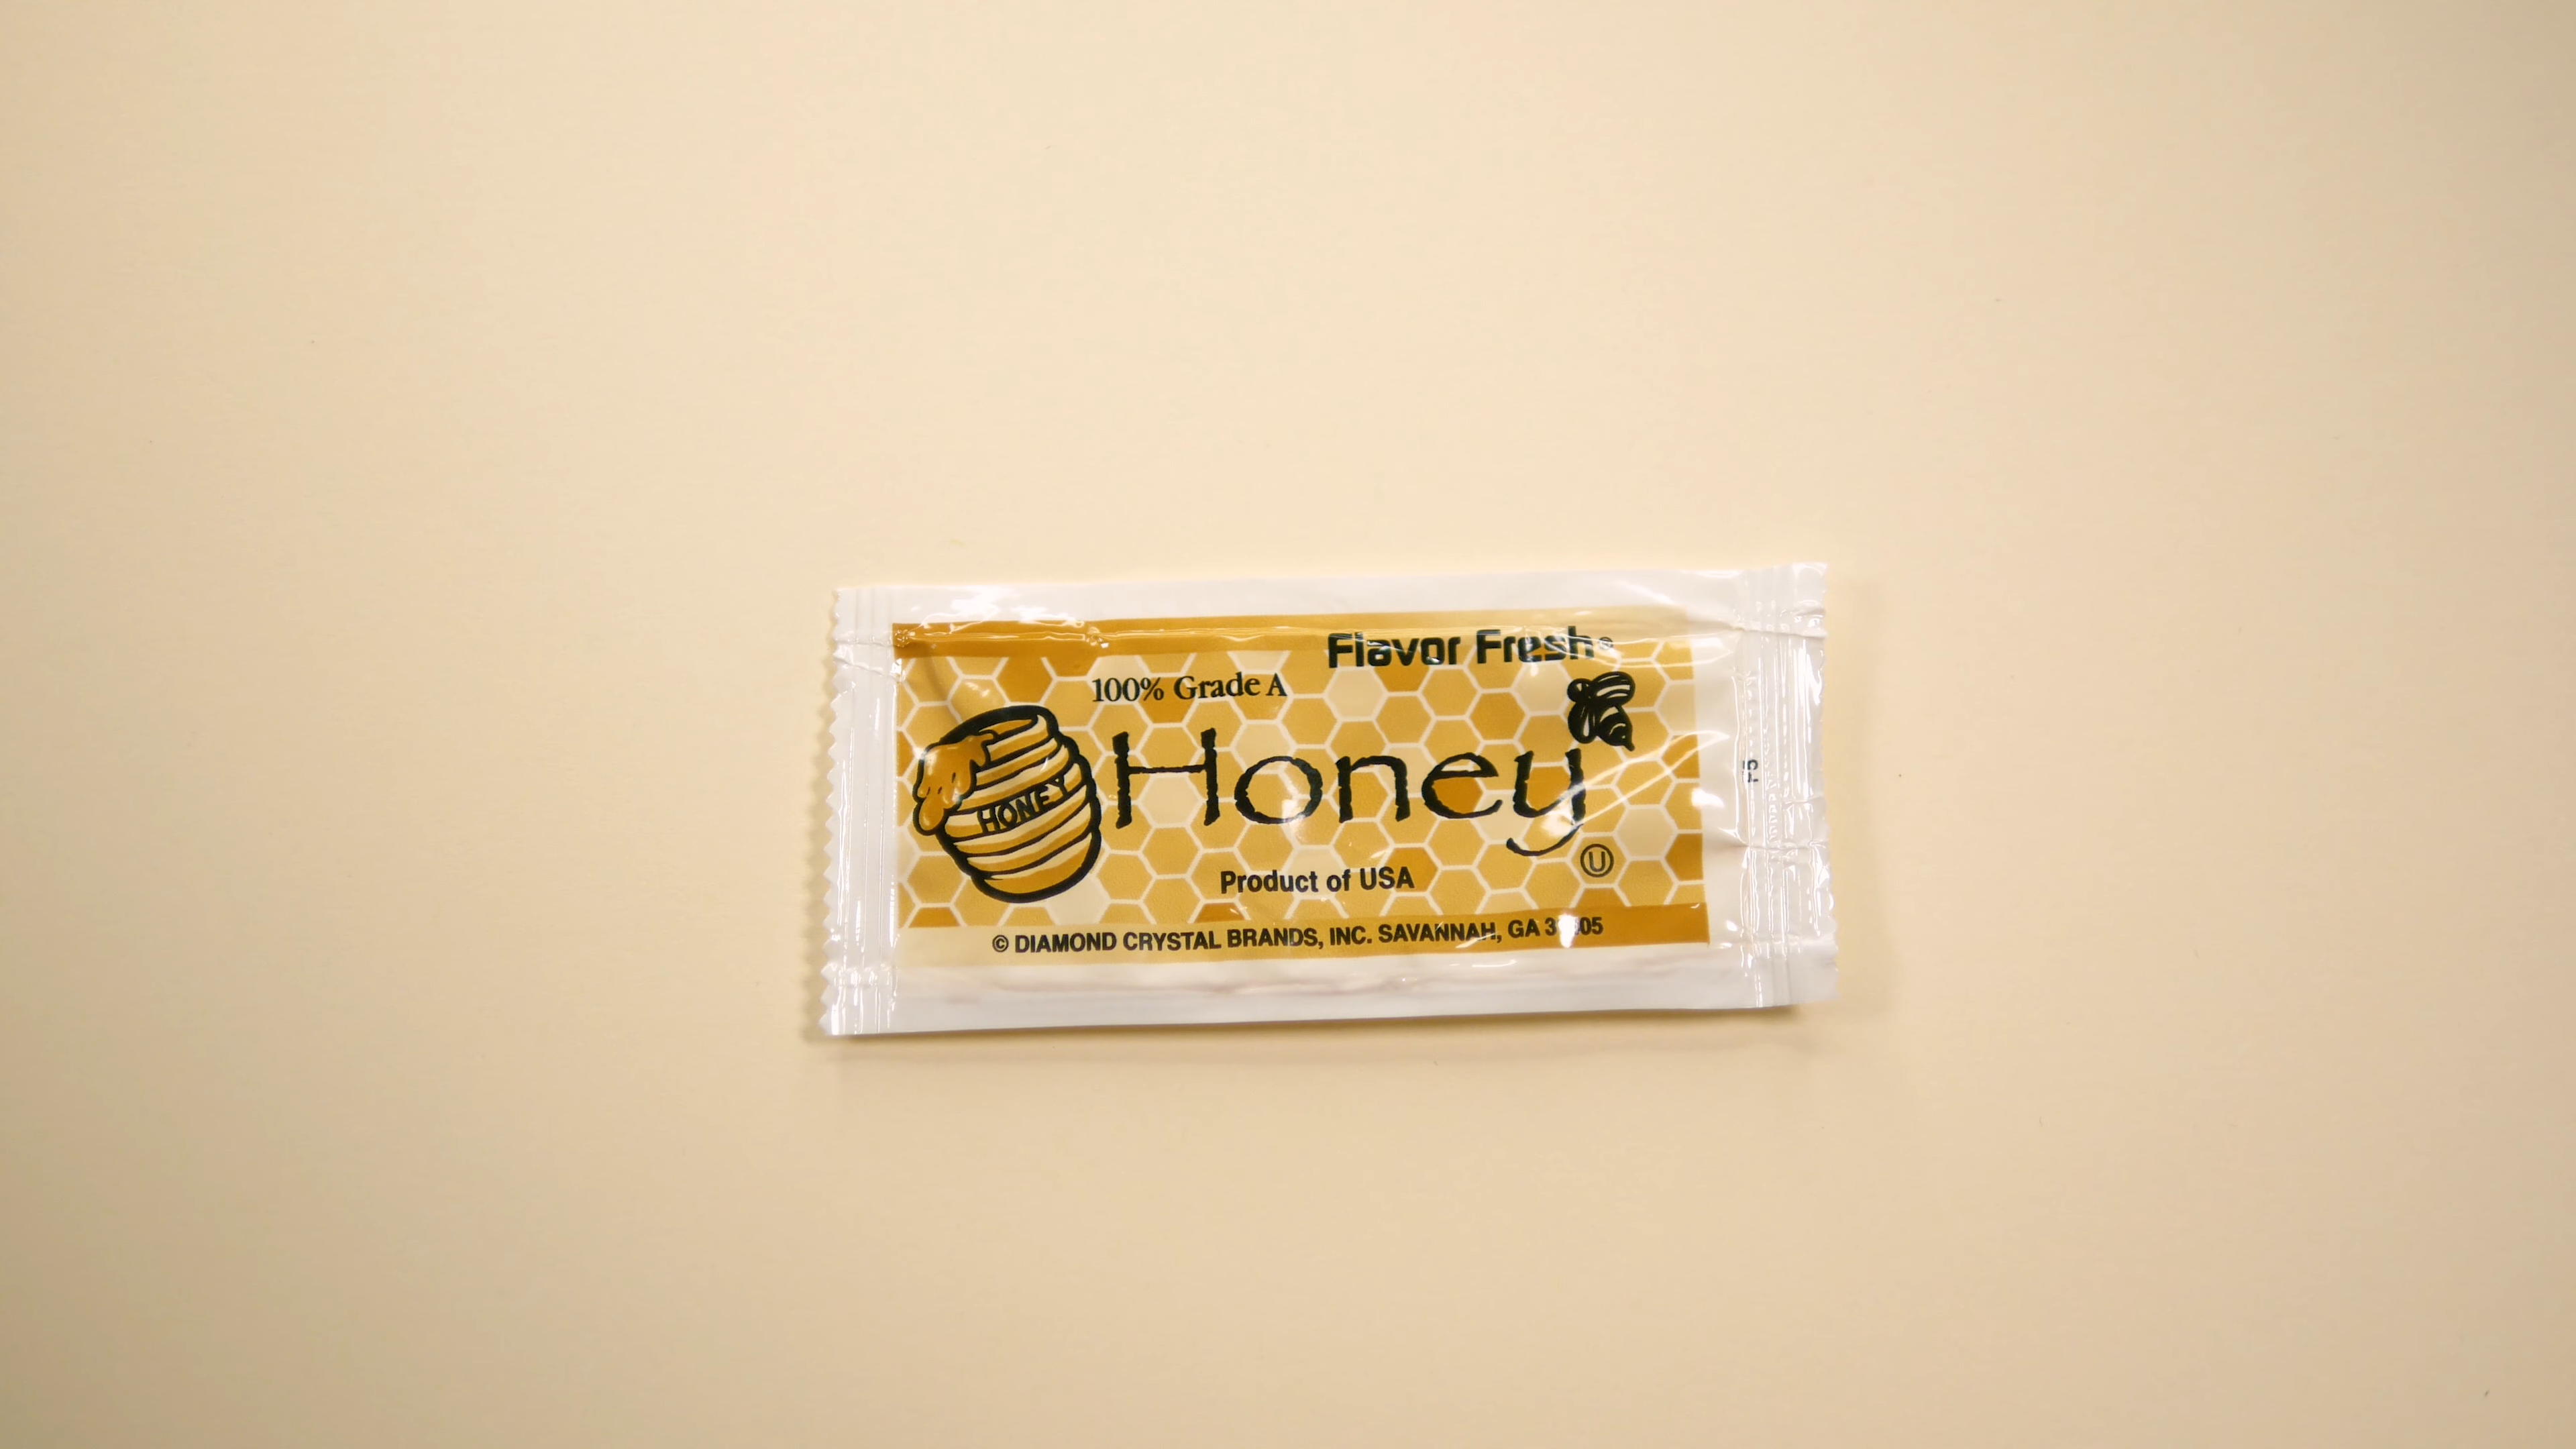 Flavor Fresh®
100% Grade A
Honey
HONEY
Product of USA
Ⓤ
© DIAMOND CRYSTAL BRANDS, INC. SAVANNAH, GA